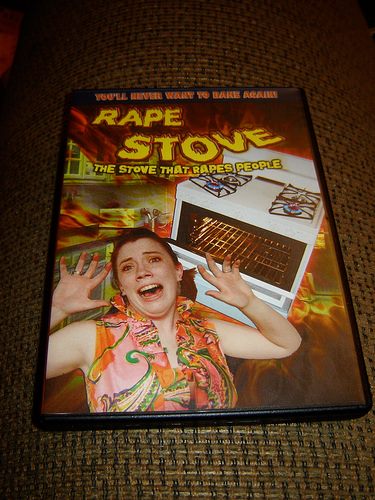 YOU'LL NEVER WANT TO BAKE AGAIN!
RAPE
STOVE
THE STOVE THAT RAPES PEOPLE